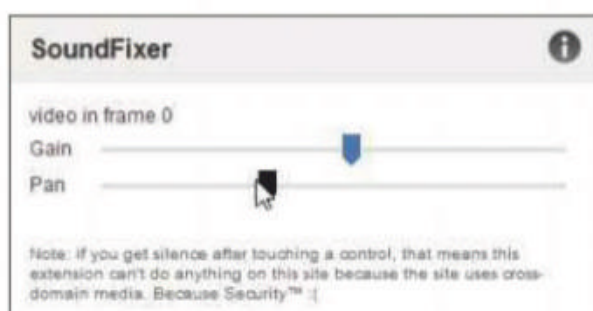 SoundFixer
video in frame 0
Gain
Pan
Note: if you get silence after touching a control, that means this
extension can't do anything on this site because the site uses cross-
domain media. Because Security™ :(